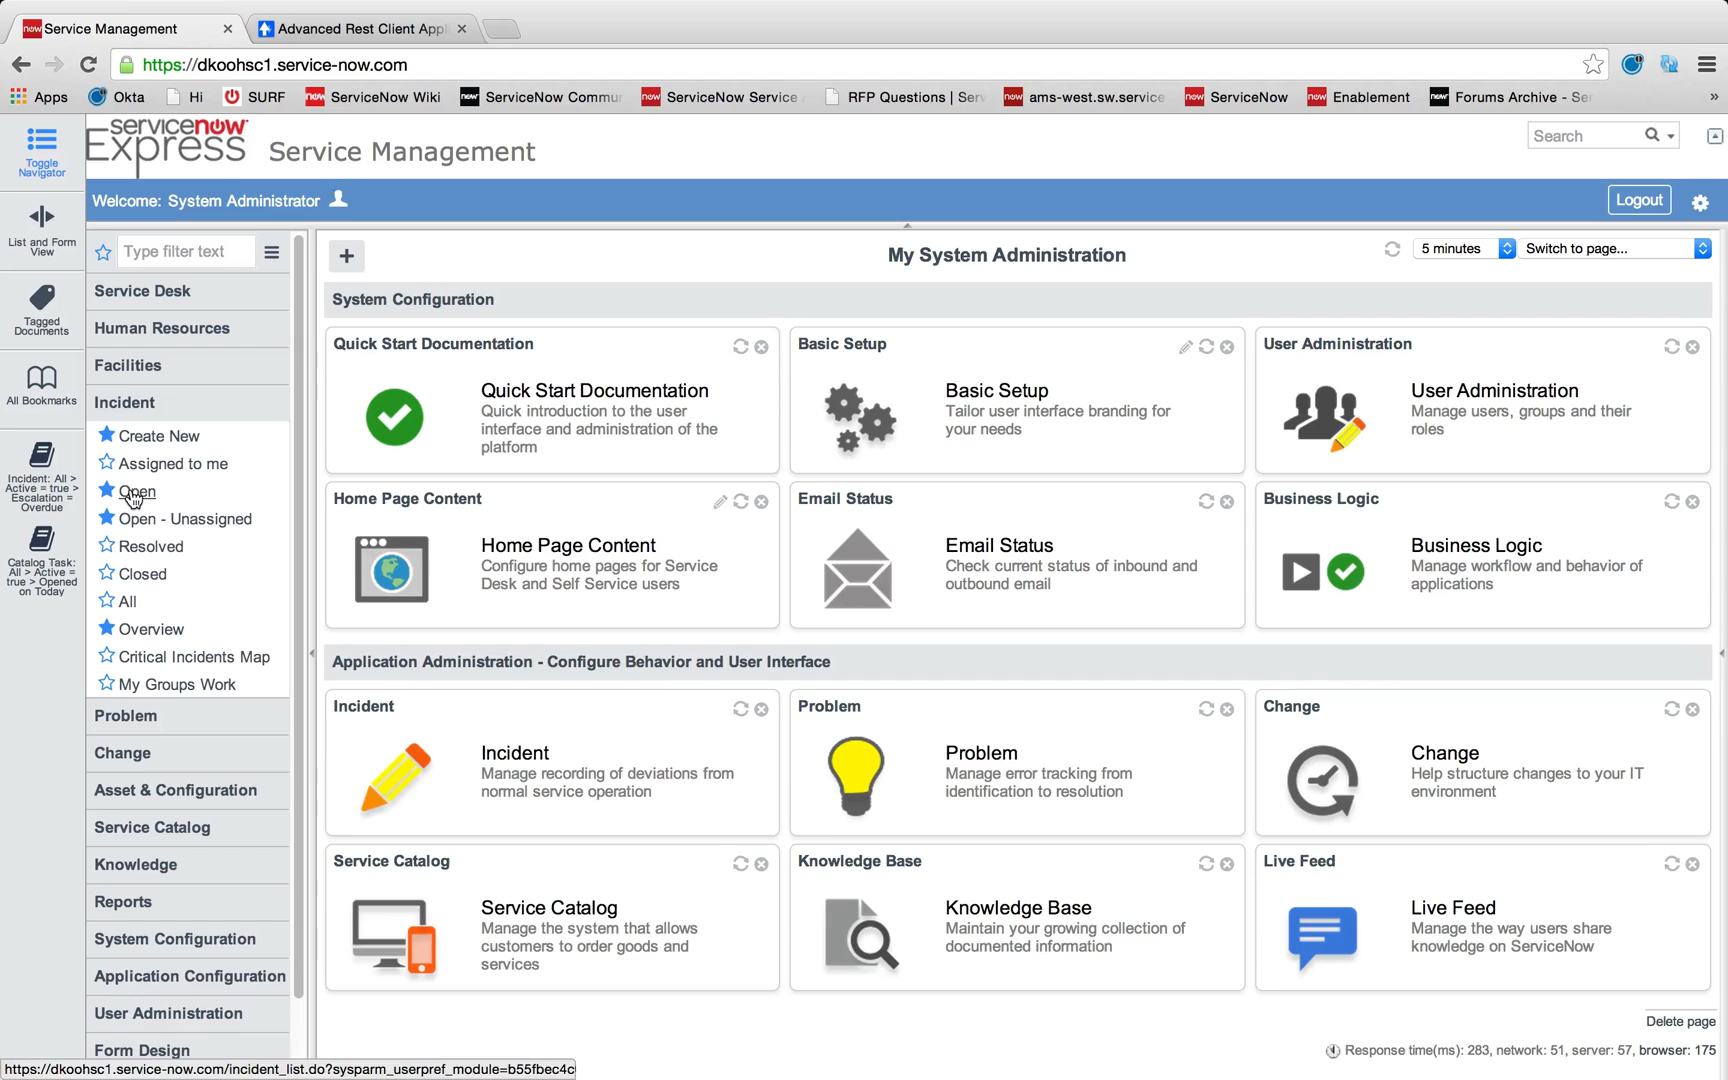 Service Management
Advanced Rest Client Appl
https://dkoohsc1.service-now.com
Apps
Okta
Hi
SURF
ServiceNow Wiki
ServiceNow Commur
ServiceNow Service
RFP Questions | Serv
ams-west.sw.service
ServiceNow
Enablement
Forums Archive - Ser
»
Toggle
Navigator
servicenow
Express
Service Management
Search
Welcome: System Administrator
Logout
List and Form
View
Tagged
Documents
All Bookmarks
Incident: All >
Active = true >
Escalation =
Overdue
Catalog Task:
All > Active =
true > Opened
on Today
Type filter text
Service Desk
Human Resources
Facilities
Incident
Create New
Assigned to me
Open
Open - Unassigned
Resolved
Closed
All
Overview
Critical Incidents Map
My Groups Work
Problem
Change
Asset & Configuration
Service Catalog
Knowledge
Reports
System Configuration
Application Configuration
User Administration
Form Design
+
My System Administration
5 minutes
Switch to page...
System Configuration
Quick Start Documentation
Quick Start Documentation
Quick introduction to the user
interface and administration of the
platform
Basic Setup
Basic Setup
Tailor user interface branding for
your needs
User Administration
User Administration
Manage users, groups and their
roles
Home Page Content
Home Page Content
Configure home pages for Service
Desk and Self Service users
Email Status
Email Status
Check current status of inbound and
outbound email
Business Logic
Business Logic
Manage workflow and behavior of
applications
Application Administration - Configure Behavior and User Interface
Incident
Incident
Manage recording of deviations from
normal service operation
Problem
Problem
Manage error tracking from
identification to resolution
Change
Change
Help structure changes to your IT
environment
Service Catalog
Service Catalog
Manage the system that allows
customers to order goods and
services
Knowledge Base
Knowledge Base
Maintain your growing collection of
documented information
Live Feed
Live Feed
Manage the way users share
knowledge on ServiceNow
Delete page
Response time(ms): 283, network: 51, server: 57, browser: 175
https://dkoohsc1.service-now.com/incident_list.do?sysparm_userpref_module=b55fbec4c